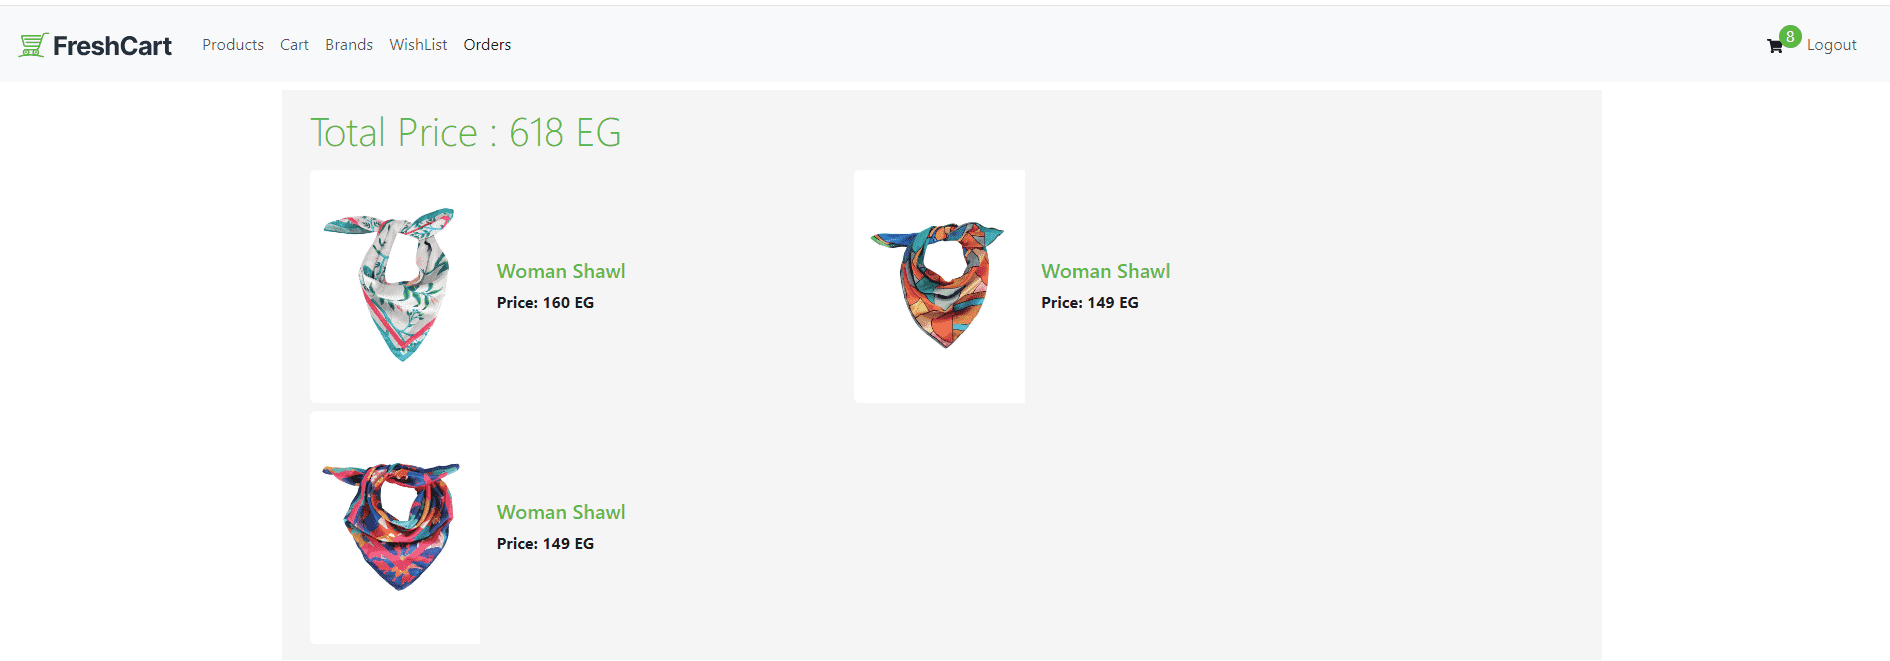 FreshCart Products Cart Brands WishList Orders 8 Logout
Total Price : 618 EG
Woman Shawl
Price: 160 EG
Woman Shawl
Price: 149 EG
Woman Shawl
Price: 149 EG